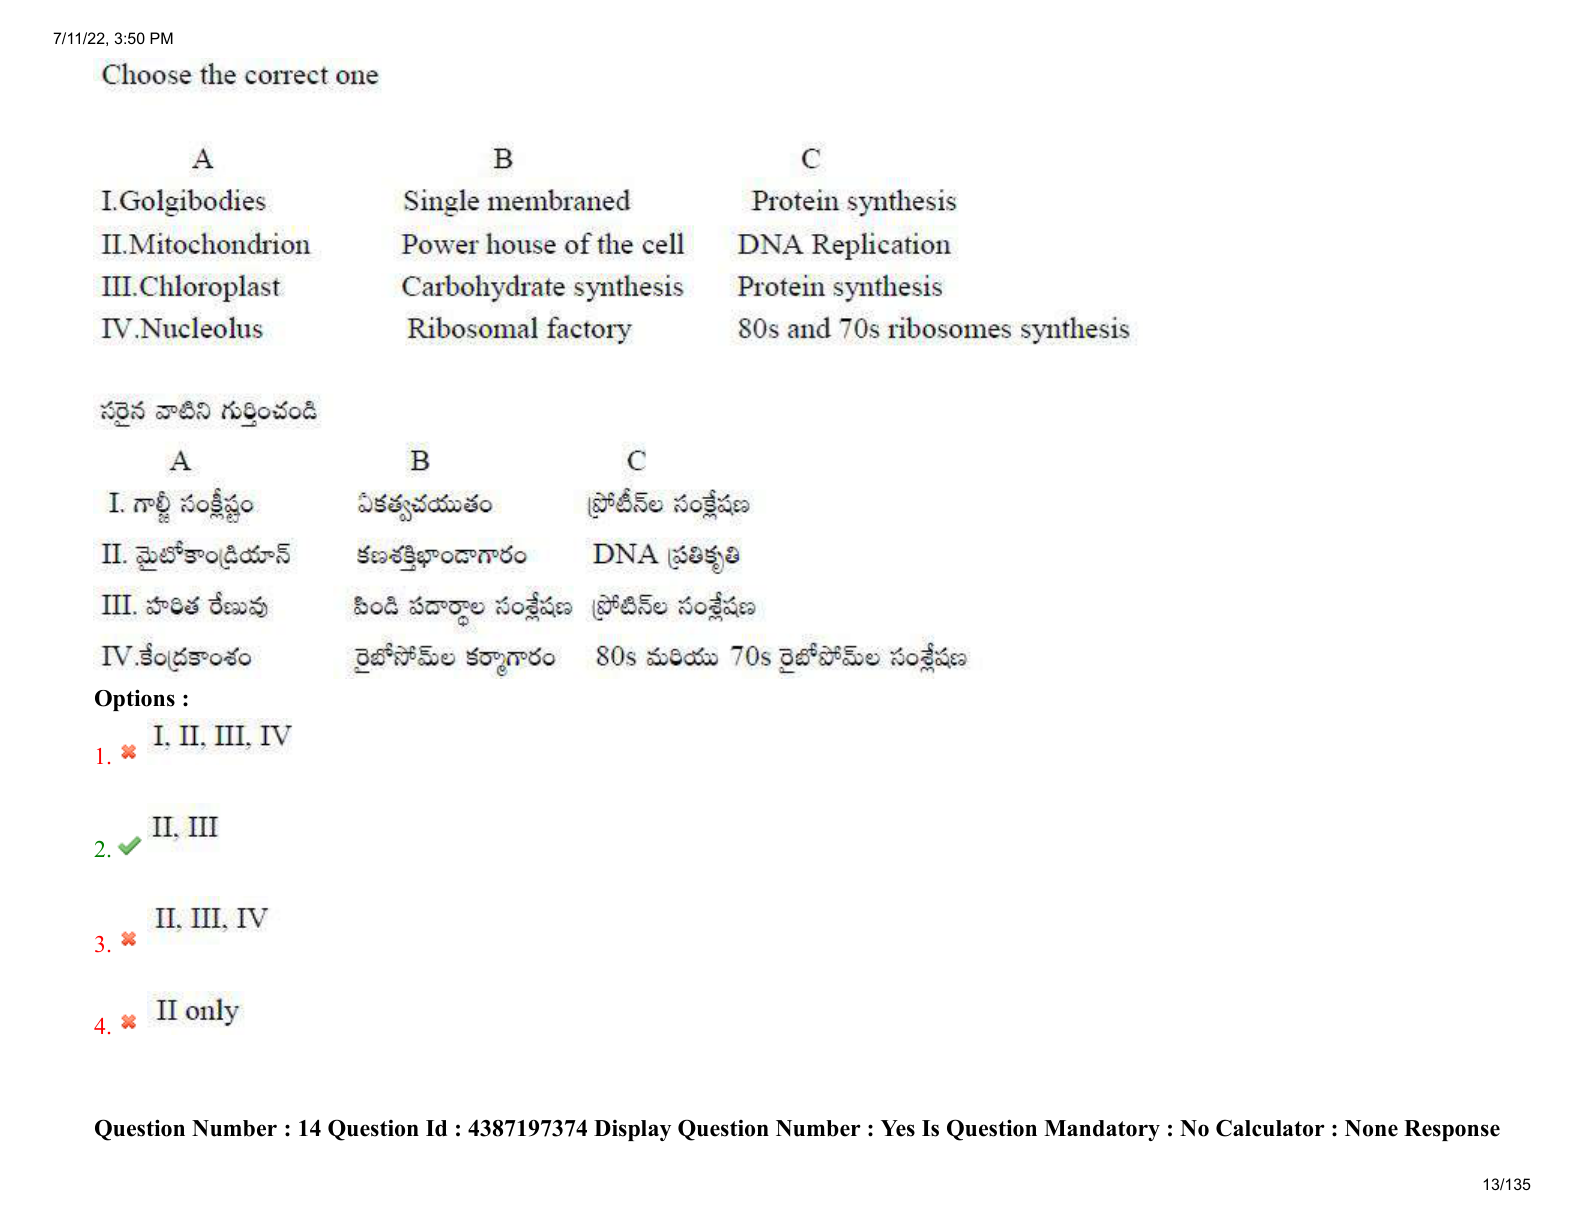 7/11/22, 3:50 PM
Choose the correct one
A B C
I.Golgibodies Single membraned Protein synthesis
II.Mitochondrion Power house of the cell DNA Replication
III.Chloroplast Carbohydrate synthesis Protein synthesis
IV.Nucleolus Ribosomal factory 80s and 70s ribosomes synthesis
సరైన వాటిని గుర్తించండి
A B C
I. గాల్జీ సంక్లీష్టం ఏకత్వచయుతం ప్రోటీన్‌ల సంక్లేషణ
II. మైటోకాండ్రియాన్ కణశక్తిభాండాగారం DNA ప్రతికృతి
III. హరిత రేణువు పిండి పదార్థాల సంశ్లేషణ ప్రోటిన్‌ల సంశ్లేషణ
IV.కేంద్రకాంశం రైబోసోమ్‌ల కర్మాగారం 80s మరియు 70s రైబోపోమ్‌ల సంశ్లేషణ
Options :
1. I, II, III, IV
2. II, III
3. II, III, IV
4. II only
Question Number : 14 Question Id : 4387197374 Display Question Number : Yes Is Question Mandatory : No Calculator : None Response
13/135